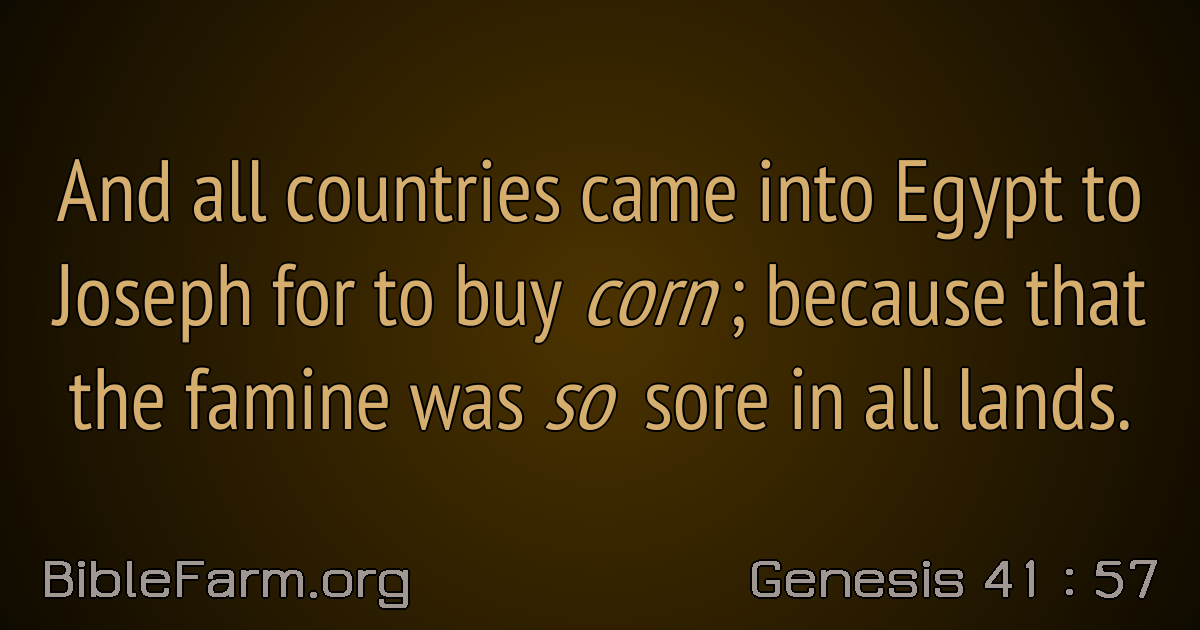 And all countries came into Egypt to
Joseph for to buy corn; because that
the famine was so sore in all lands.
BibleFarm.org
Genesis 41 : 57